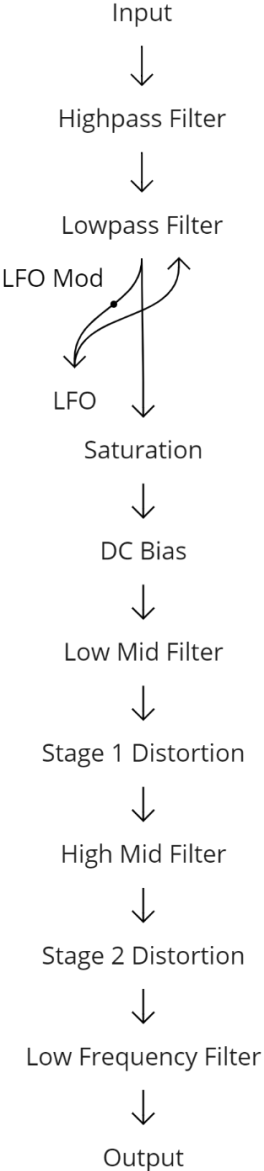 Input
Highpass Filter
Lowpass Filter
LFO Mod
LFO
Saturation
DC Bias
Low Mid Filter
Stage 1 Distortion
High Mid Filter
Stage 2 Distortion
Low Frequency Filter
Output